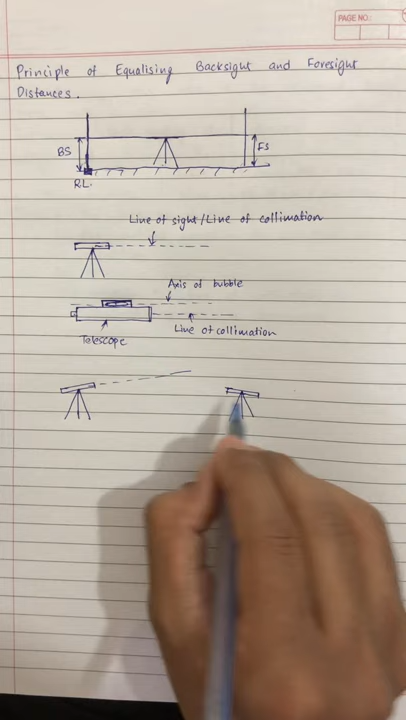 PAGE NO.:
Principle of Equalising Backsight and Foresight
Distances.
BS
FS
R.L.
Line of sight/Line of collimation
Axis of bubble
Line of collimation
Telescope